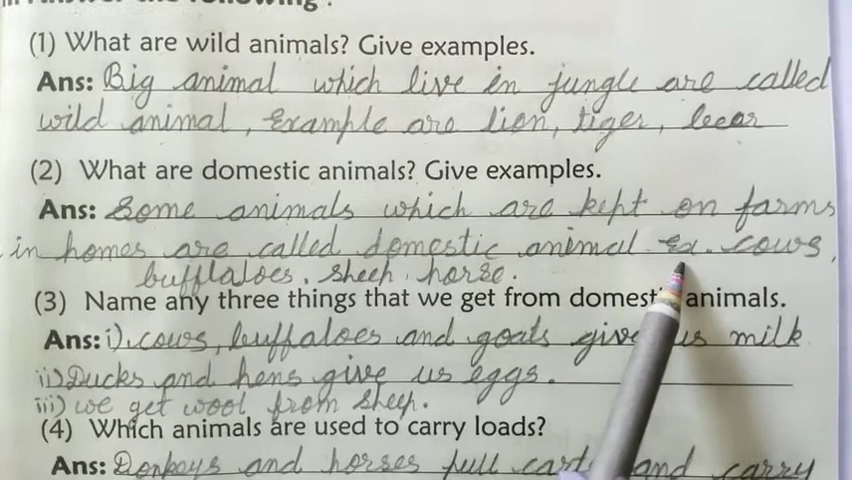 (1) What are wild animals? Give examples.
Ans: Big animal which live in jungle are called
wild animal, Example are lion, tiger, bear
(2) What are domestic animals? Give examples.
Ans: Some animals which are kept on farms
in homes are called domestic animal Ex. cows,
bufflaloes, sheeh, horse.
(3) Name any three things that we get from domestic animals.
Ans: i). cows, buffaloes and goats give us milk
ii) Ducks and hens give us eggs.
iii) we get wool from sheep.
(4) Which animals are used to carry loads?
Ans: Donkeys and horses pull carts and carry